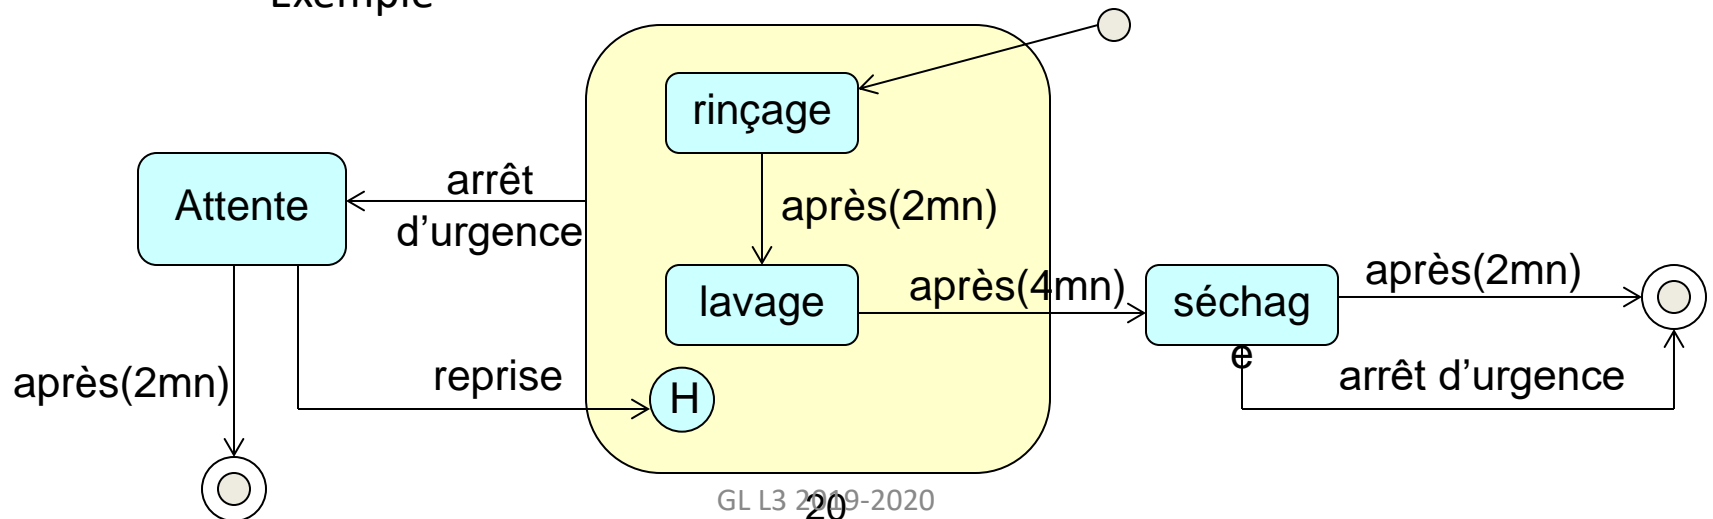 Exemple
rinçage
arrêt
d’urgence
Attente
après(2mn)
après(4mn)
lavage
séchag
e
après(2mn)
arrêt d’urgence
reprise
H
après(2mn)
GL L3 2019-2020
20